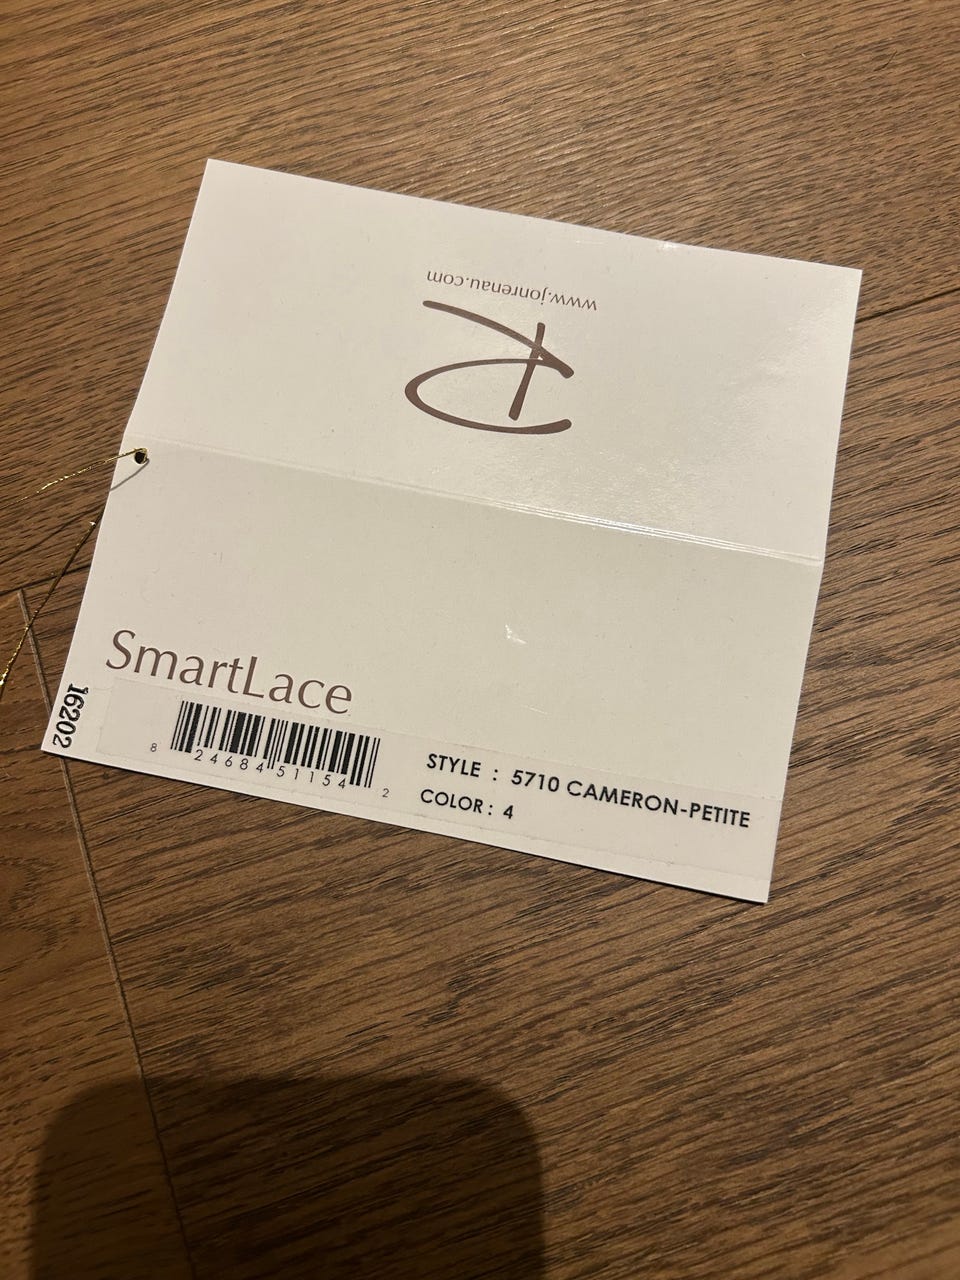 www.jonrenau.com
SmartLace
16202
8 24684 51154 2
STYLE : 5710 CAMERON-PETITE
COLOR: 4